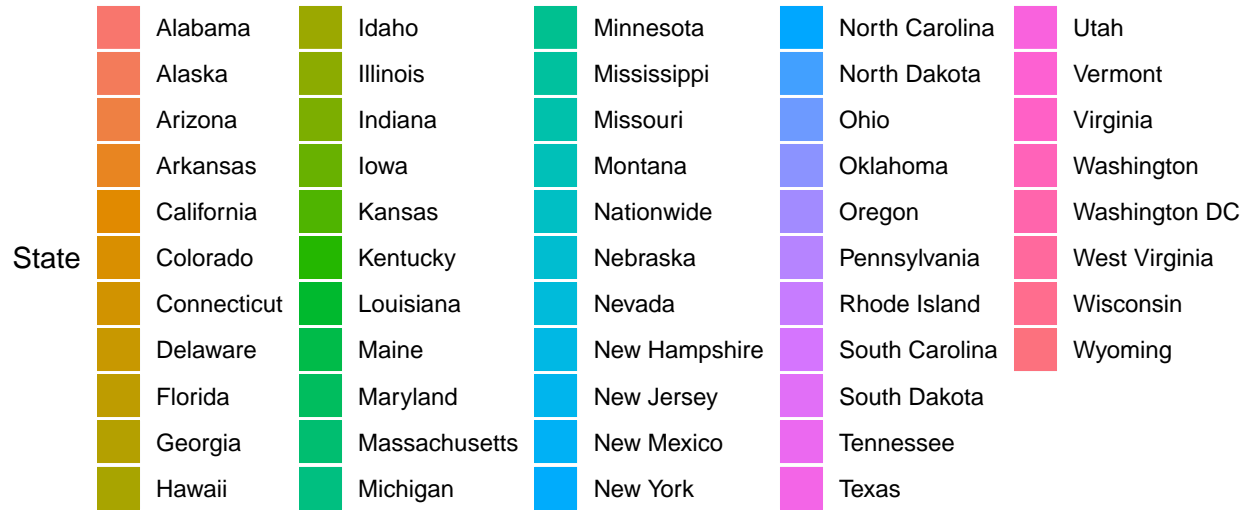 State
Alabama
Alaska
Arizona
Arkansas
California
Colorado
Connecticut
Delaware
Florida
Georgia
Hawaii
Idaho
Illinois
Indiana
Iowa
Kansas
Kentucky
Louisiana
Maine
Maryland
Massachusetts
Michigan
Minnesota
Mississippi
Missouri
Montana
Nationwide
Nebraska
Nevada
New Hampshire
New Jersey
New Mexico
New York
North Carolina
North Dakota
Ohio
Oklahoma
Oregon
Pennsylvania
Rhode Island
South Carolina
South Dakota
Tennessee
Texas
Utah
Vermont
Virginia
Washington
Washington DC
West Virginia
Wisconsin
Wyoming